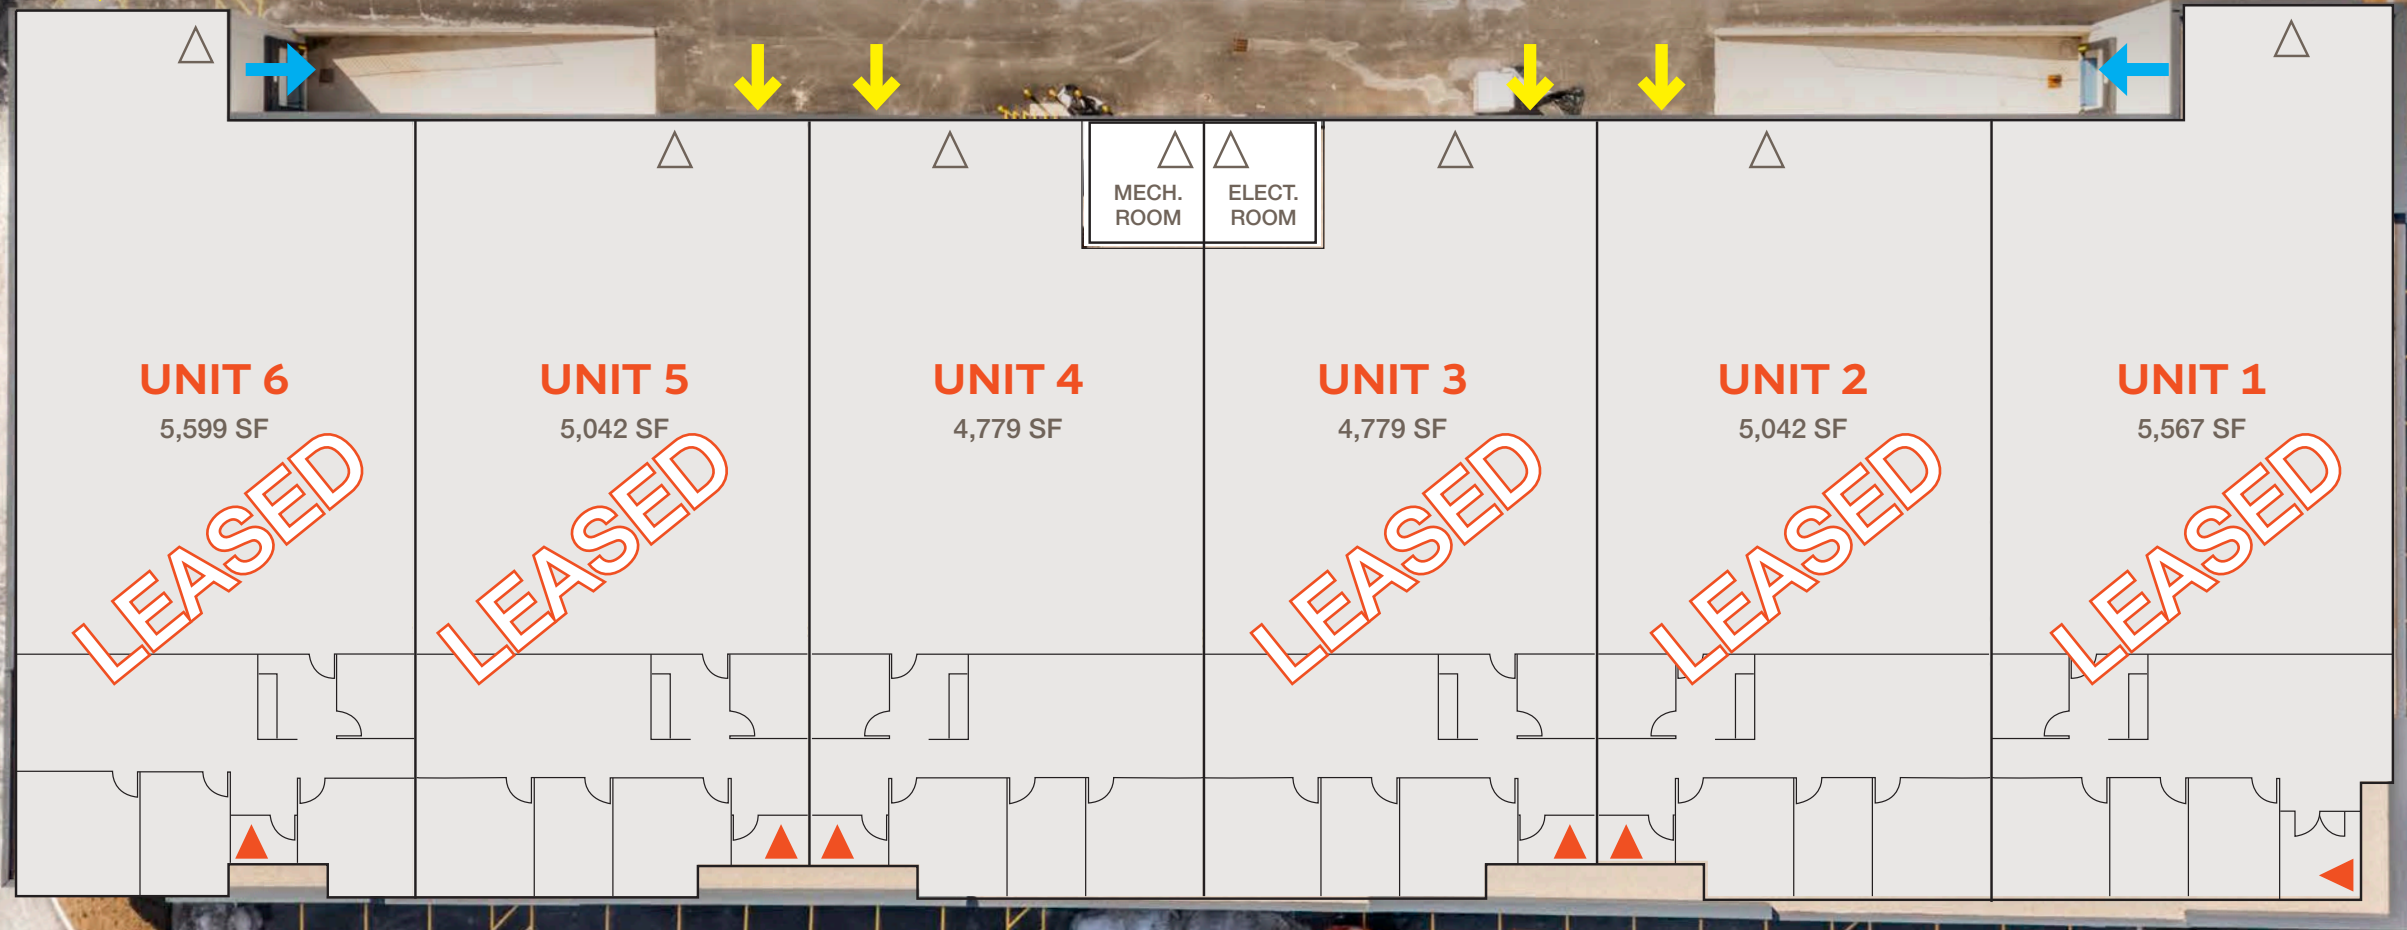 MECH.
ROOM
ELECT.
ROOM
UNIT 6
5,599 SF
LEASED
UNIT 5
5,042 SF
LEASED
UNIT 4
4,779 SF
UNIT 3
4,779 SF
LEASED
UNIT 2
5,042 SF
LEASED
UNIT 1
5,567 SF
LEASED